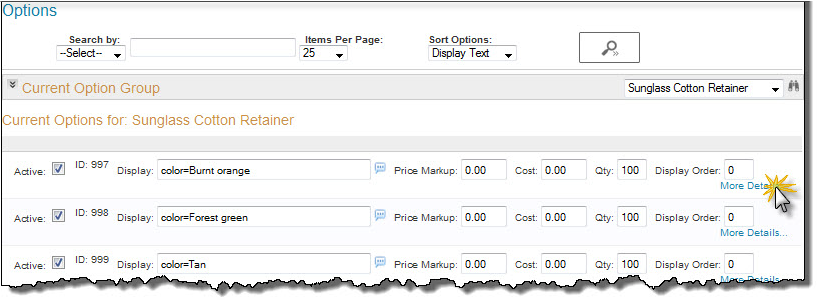 Options
Search by: Items Per Page: Sort Options:
--Select-- 25 Display Text
Current Option Group Sunglass Cotton Retainer
Current Options for: Sunglass Cotton Retainer
Active: ID: 997 Display: color=Burnt orange Price Markup: 0.00 Cost: 0.00 Qty: 100 Display Order: 0
More
Active: ID: 998 Display: color=Forest green Price Markup: 0.00 Cost: 0.00 Qty: 100 Display Order: 0
More Details...
Active: ID: 999 Display: color=Tan Price Markup: 0.00 Cost: 0.00 Qty: 100 Display Order: 0
More Details...